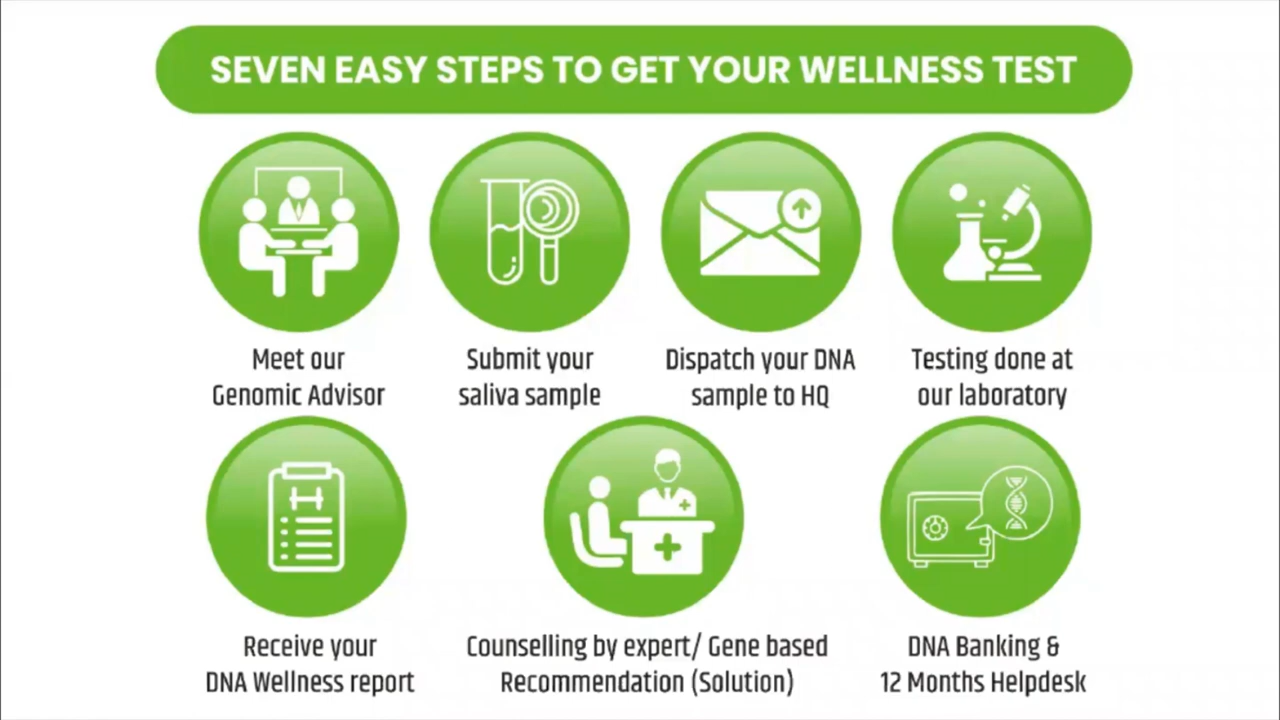 SEVEN EASY STEPS TO GET YOUR WELLNESS TEST
Meet our
Genomic Advisor
Submit your
saliva sample
Dispatch your DNA
sample to HQ
Testing done at
our laboratory
Receive your
DNA Wellness report
Counselling by expert/ Gene based
Recommendation (Solution)
DNA Banking &
12 Months Helpdesk